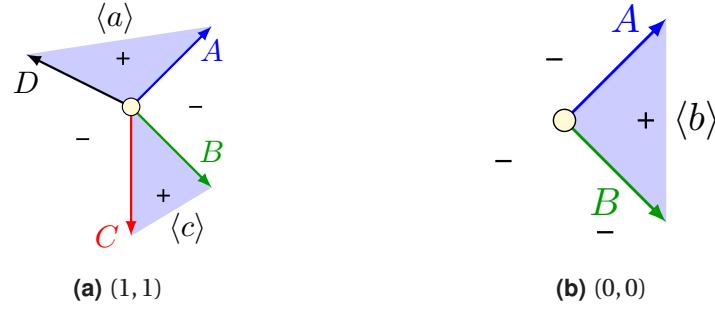 ⟨a⟩
A
+
D
−
−
B
+
C
⟨c⟩
(a) (1, 1)
A
−
+
⟨b⟩
−
B
−
(b) (0, 0)